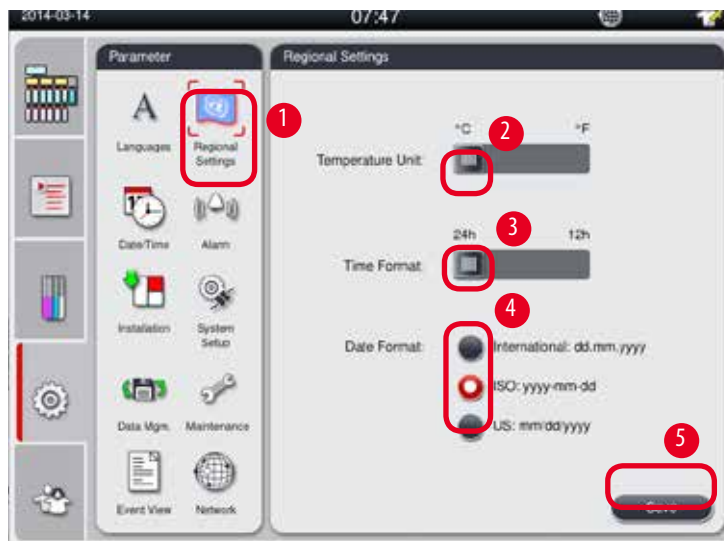 2014-03-14 07:47
Parameter
Regional Settings
A
Languages
Regional Settings
1
Date/Time
Alarm
Installation
System Setup
Data Mgm.
Maintenance
Event View
Network
°C
2
°F
Temperature Unit:
24h
3
12h
Time Format:
4
Date Format:
International: dd.mm.yyyy
ISO: yyyy-mm-dd
US: mm/dd/yyyy
5
Save